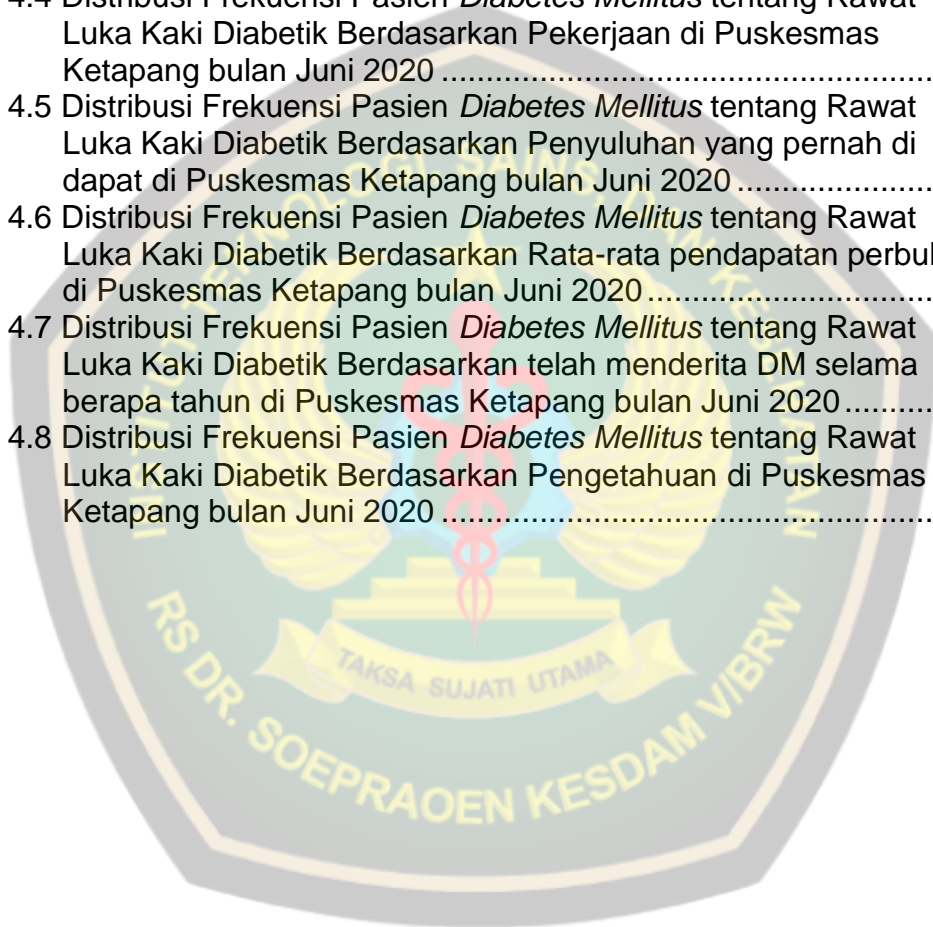 4.4 Distribusi Frekuensi Pasien Diabetes Mellitus tentang Rawat
Luka Kaki Diabetik Berdasarkan Pekerjaan di Puskesmas
Ketapang bulan Juni 2020 ....................................................
4.5 Distribusi Frekuensi Pasien Diabetes Mellitus tentang Rawat
Luka Kaki Diabetik Berdasarkan Penyuluhan yang pernah di
dapat di Puskesmas Ketapang bulan Juni 2020 .....................
4.6 Distribusi Frekuensi Pasien Diabetes Mellitus tentang Rawat
Luka Kaki Diabetik Berdasarkan Rata-rata pendapatan perbul
di Puskesmas Ketapang bulan Juni 2020 ..............................
4.7 Distribusi Frekuensi Pasien Diabetes Mellitus tentang Rawat
Luka Kaki Diabetik Berdasarkan telah menderita DM selama
berapa tahun di Puskesmas Ketapang bulan Juni 2020 ..........
4.8 Distribusi Frekuensi Pasien Diabetes Mellitus tentang Rawat
Luka Kaki Diabetik Berdasarkan Pengetahuan di Puskesmas
Ketapang bulan Juni 2020 ....................................................
INSTITUT TEKNOLOGI, SAINS, DAN KESEHATAN
TAKSA SUJATI UTAMA
RS DR. SOEPRAOEN KESDAM V/BRW